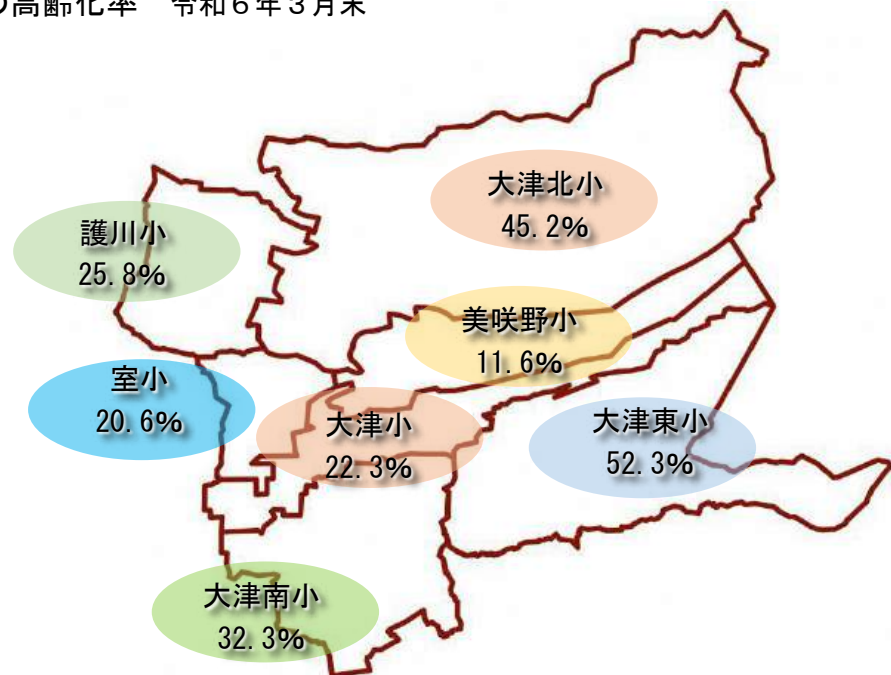 の高齢化率 令和６年３月末
大津北小
45.2%
護川小
25.8%
美咲野小
11.6%
室小
20.6%
大津小
22.3%
大津東小
52.3%
大津南小
32.3%